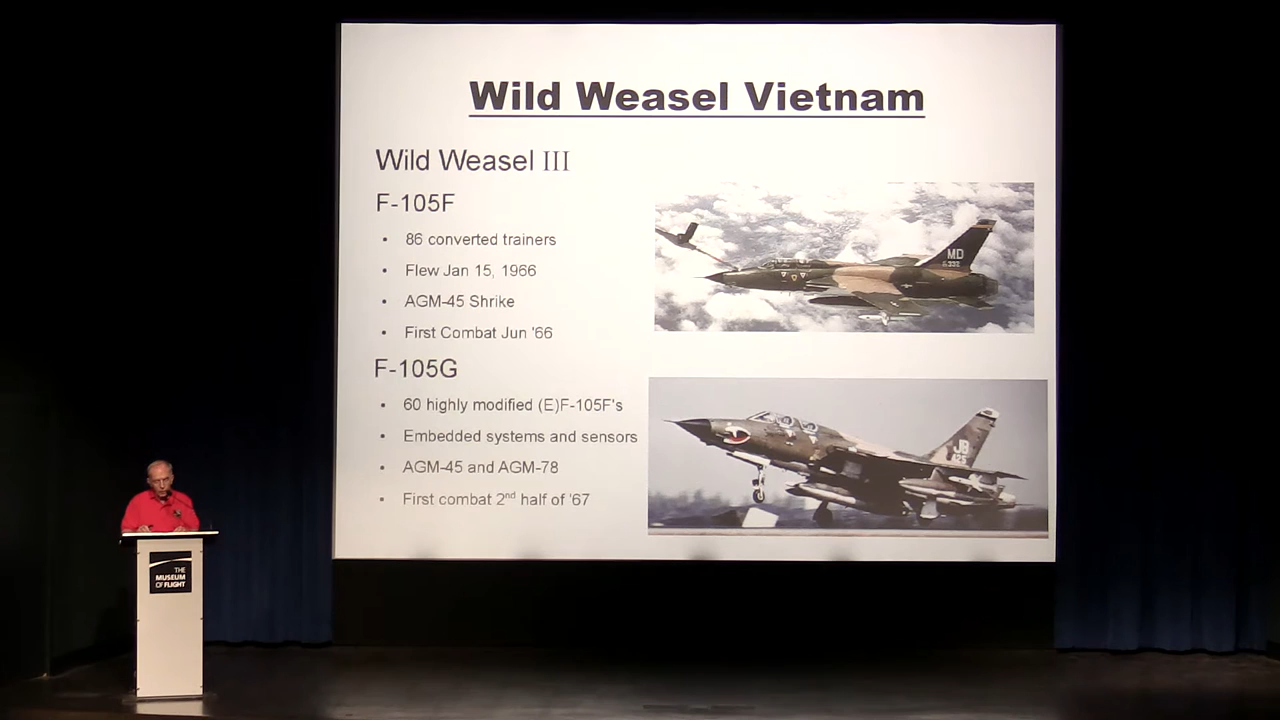 Wild Weasel Vietnam
Wild Weasel III
F-105F
• 86 converted trainers
• Flew Jan 15, 1966
• AGM-45 Shrike
• First Combat Jun '66
F-105G
• 60 highly modified (E)F-105F's
• Embedded systems and sensors
• AGM-45 and AGM-78
• First combat 2nd half of '67
MD
JB
THE
MUSEUM
OF FLIGHT